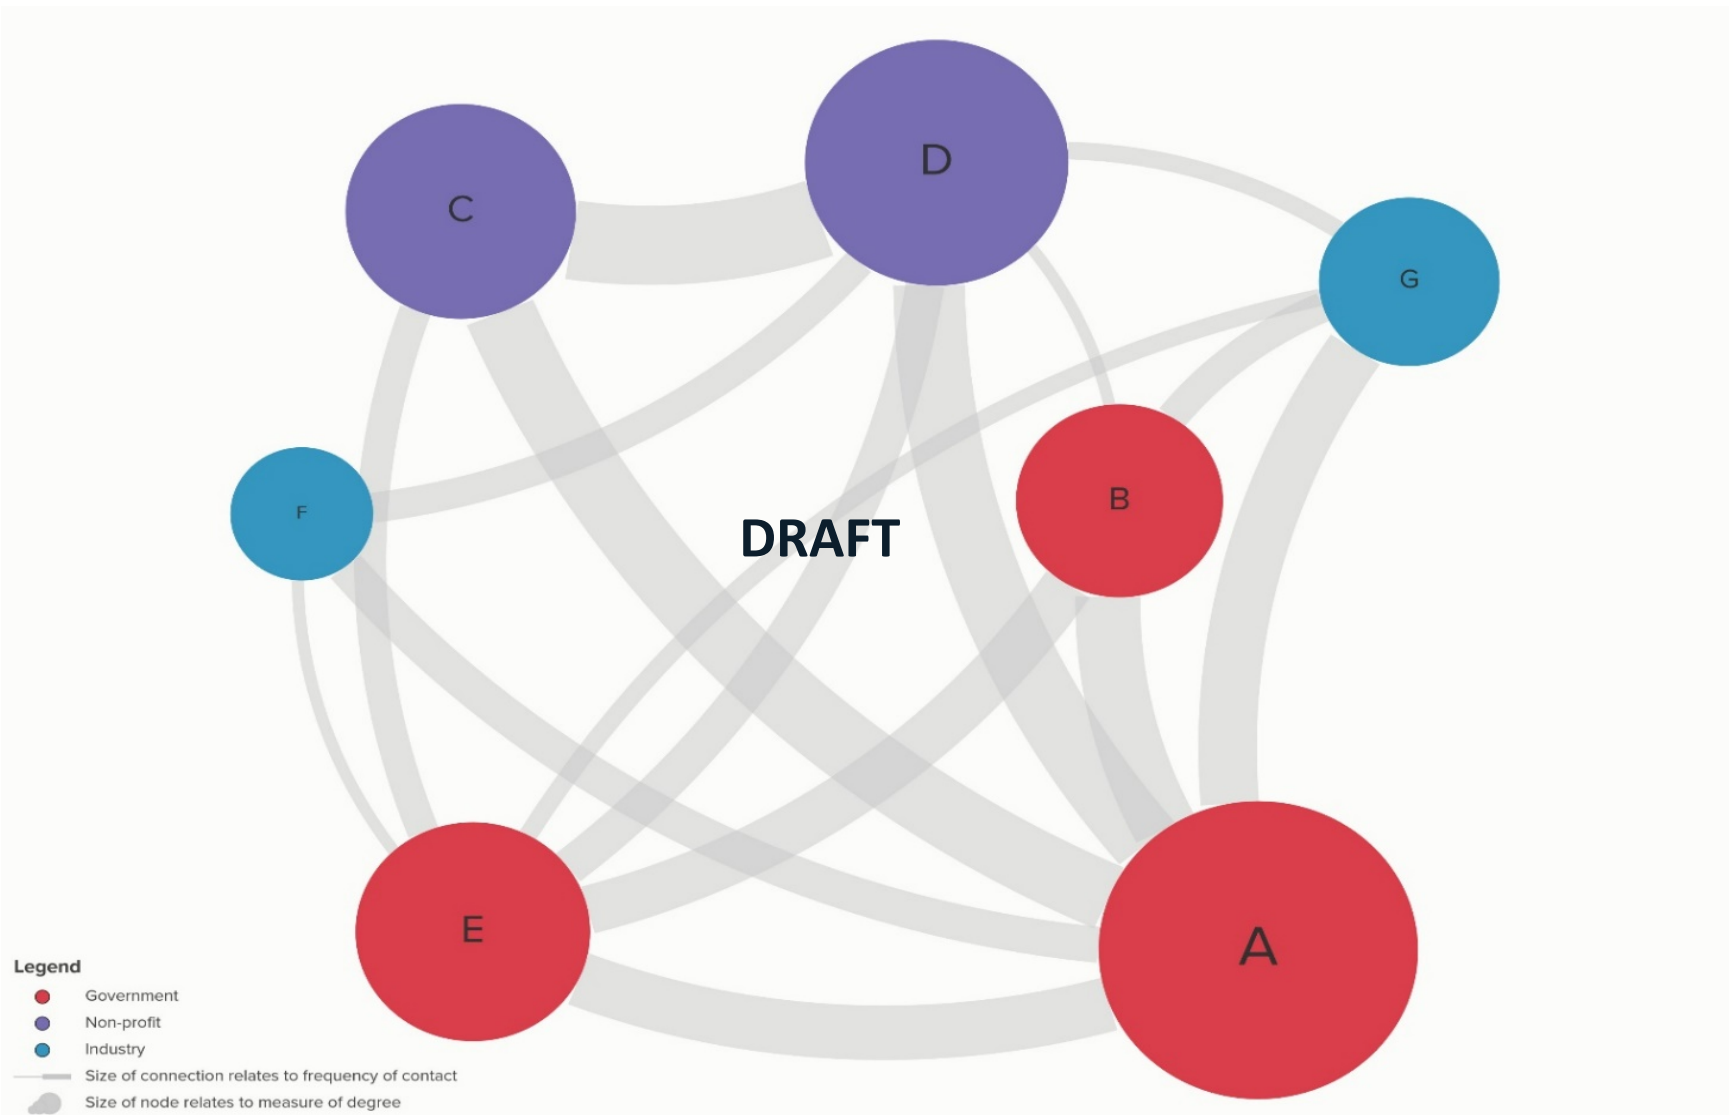 D
C
G
B
F
DRAFT
E
A
Legend
Government
Non-profit
Industry
Size of connection relates to frequency of contact
Size of node relates to measure of degree